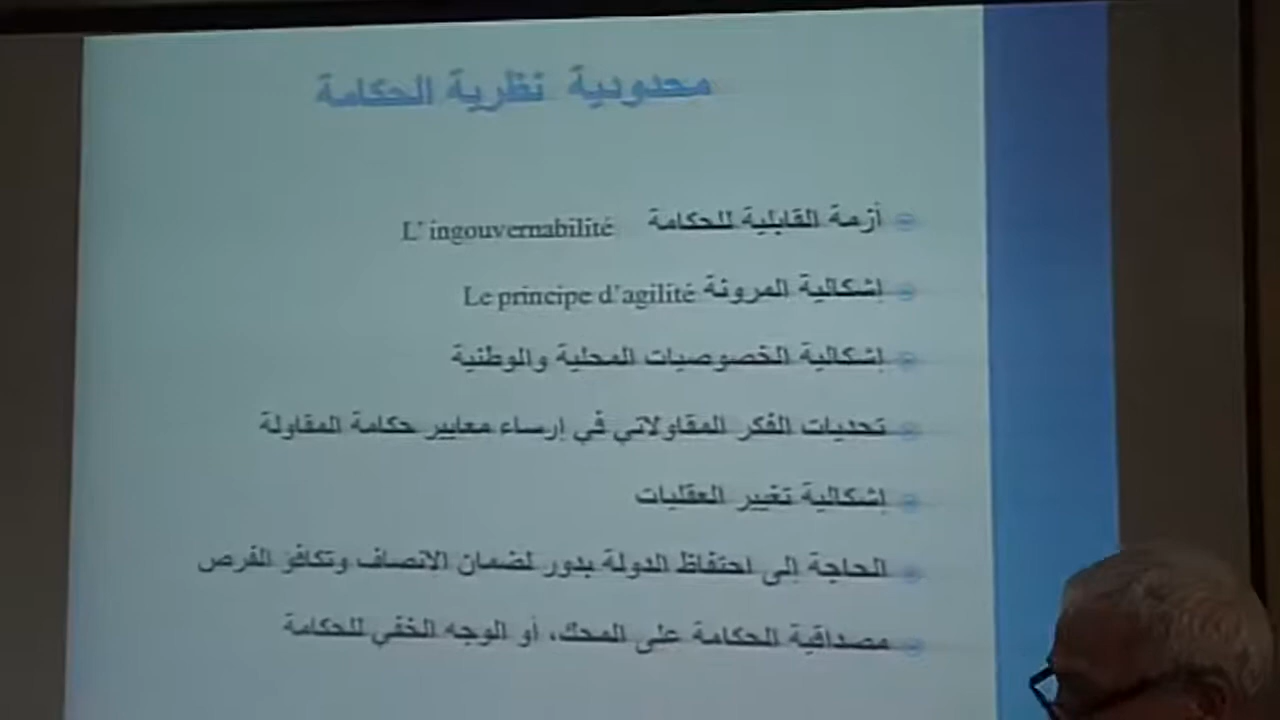 محدودية نظرية الحكامة
أزمة القابلية للحكامة L'ingouvernabilité
إشكالية المرونة Le principe d'agilité
إشكالية الخصوصيات المحلية والوطنية
تحديات الفكر المقاولاتي في إرساء معايير حكامة المقاولة
إشكالية تغيير العقليات
الحاجة إلى احتفاظ الدولة بدور لضمان الانصاف وتكافؤ الفرص
مصداقية الحكامة على المحك، أو الوجه الخفي للحكامة